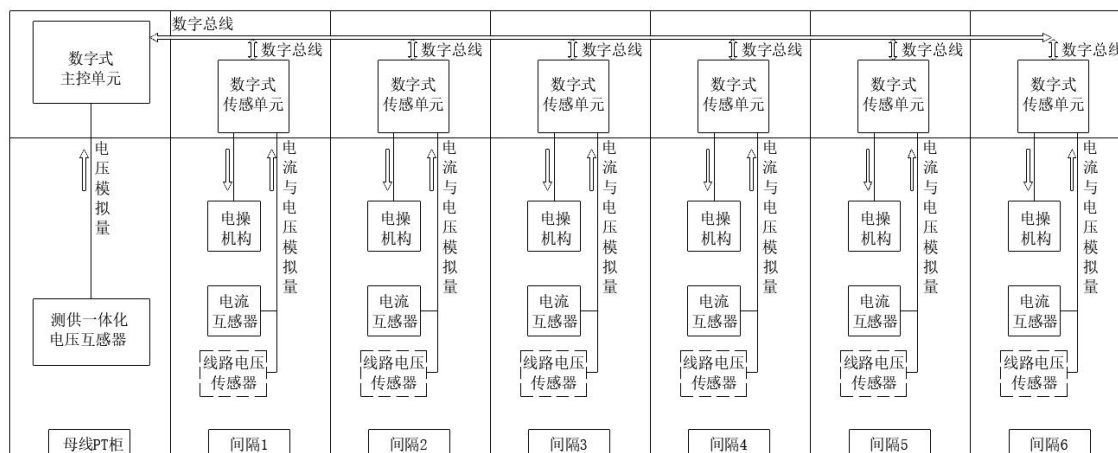 数字总线
数字式
主控单元
电压模拟量
测供一体化
电压互感器
母线PT柜
数字总线
数字式
传感单元
电流与电压模拟量
电操
机构
电流
互感器
线路电压
传感器
间隔1
数字总线
数字式
传感单元
电流与电压模拟量
电操
机构
电流
互感器
线路电压
传感器
间隔2
数字总线
数字式
传感单元
电流与电压模拟量
电操
机构
电流
互感器
线路电压
传感器
间隔3
数字总线
数字式
传感单元
电流与电压模拟量
电操
机构
电流
互感器
线路电压
传感器
间隔4
数字总线
数字式
传感单元
电流与电压模拟量
电操
机构
电流
互感器
线路电压
传感器
间隔5
数字总线
数字式
传感单元
电流与电压模拟量
电操
机构
电流
互感器
线路电压
传感器
间隔6